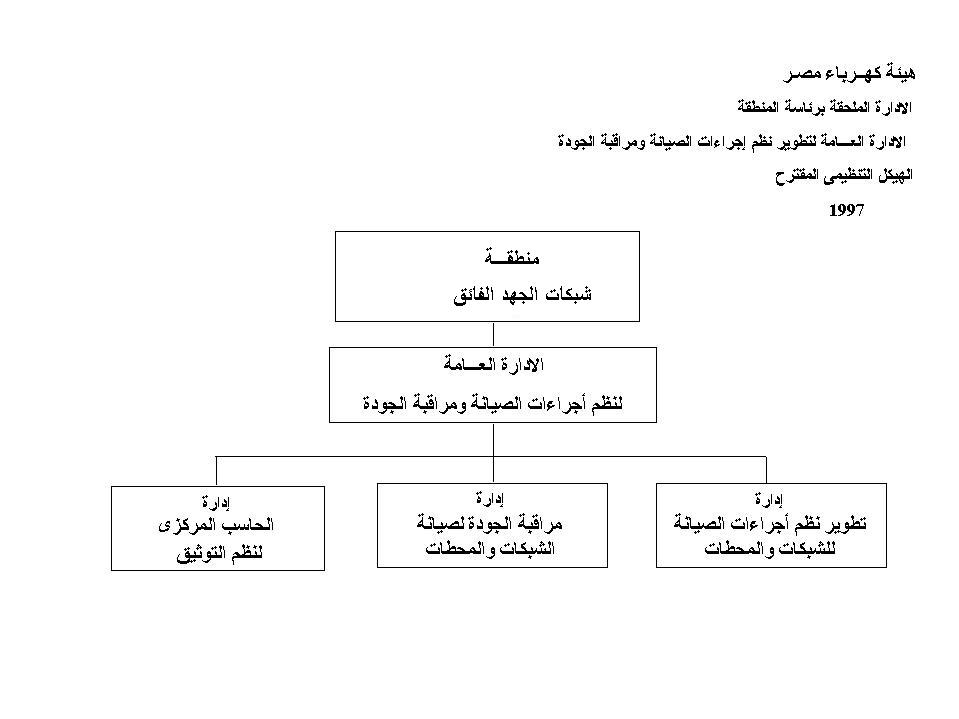 هيئة كهــرباء مصـر
الادارة الملحقة برئاسة المنطقة
الادارة العـــامة لتطوير نظم إجراءات الصيانة ومراقبة الجودة
الهيكل التنظيمى المقترح
1997
منطقـــة
شبكات الجهد الفائق
الادارة العـــامة
لنظم أجراءات الصيانة ومراقبة الجودة
إدارة
تطوير نظم أجراءات الصيانة
للشبكات والمحطات
إدارة
مراقبة الجودة لصيانة
الشبكات والمحطات
إدارة
الحاسب المركزى
لنظم التوثيق